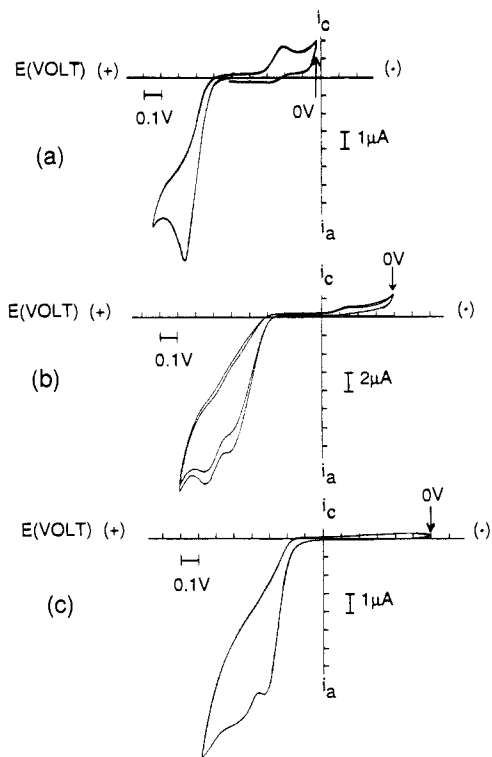 (a)
i_c
E(VOLT) (+)
(-)
0.1V
0V
1µA
i_a
(b)
i_c
0V
E(VOLT) (+)
(-)
0.1V
2µA
i_a
(c)
i_c
0V
E(VOLT) (+)
(-)
0.1V
1µA
i_a